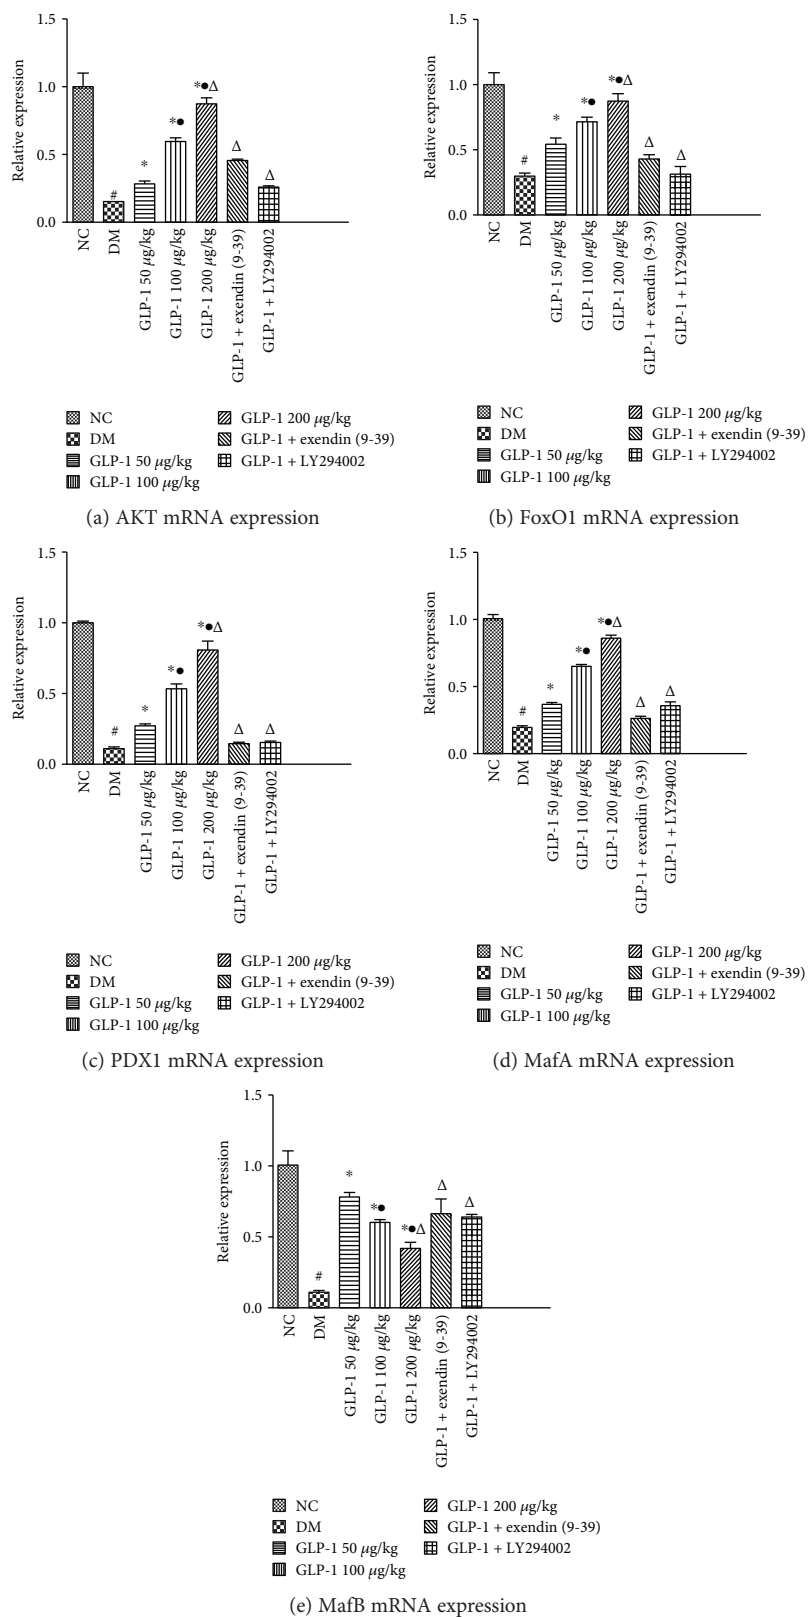 1.5
1.0
0.5
0.0
Relative expression
* ● Δ
* ●
*
#
Δ
Δ
NC
DM
GLP-1 50 μg/kg
GLP-1 100 μg/kg
GLP-1 200 μg/kg
GLP-1 + exendin (9-39)
GLP-1 + LY294002
NC
DM
GLP-1 50 μg/kg
GLP-1 100 μg/kg
GLP-1 200 μg/kg
GLP-1 + exendin (9-39)
GLP-1 + LY294002
(a) AKT mRNA expression
1.5
1.0
0.5
0.0
Relative expression
* ● Δ
* ●
*
#
Δ
Δ
NC
DM
GLP-1 50 μg/kg
GLP-1 100 μg/kg
GLP-1 200 μg/kg
GLP-1 + exendin (9-39)
GLP-1 + LY294002
NC
DM
GLP-1 50 μg/kg
GLP-1 100 μg/kg
GLP-1 200 μg/kg
GLP-1 + exendin (9-39)
GLP-1 + LY294002
(b) FoxO1 mRNA expression
1.5
1.0
0.5
0.0
Relative expression
* ● Δ
* ●
*
#
Δ
Δ
NC
DM
GLP-1 50 μg/kg
GLP-1 100 μg/kg
GLP-1 200 μg/kg
GLP-1 + exendin (9-39)
GLP-1 + LY294002
NC
DM
GLP-1 50 μg/kg
GLP-1 100 μg/kg
GLP-1 200 μg/kg
GLP-1 + exendin (9-39)
GLP-1 + LY294002
(c) PDX1 mRNA expression
1.5
1.0
0.5
0.0
Relative expression
* ● Δ
* ●
*
#
Δ
Δ
NC
DM
GLP-1 50 μg/kg
GLP-1 100 μg/kg
GLP-1 200 μg/kg
GLP-1 + exendin (9-39)
GLP-1 + LY294002
NC
DM
GLP-1 50 μg/kg
GLP-1 100 μg/kg
GLP-1 200 μg/kg
GLP-1 + exendin (9-39)
GLP-1 + LY294002
(d) MafA mRNA expression
1.5
1.0
0.5
0.0
Relative expression
#
*
* ●
* ● Δ
Δ
Δ
NC
DM
GLP-1 50 μg/kg
GLP-1 100 μg/kg
GLP-1 200 μg/kg
GLP-1 + exendin (9-39)
GLP-1 + LY294002
NC
DM
GLP-1 50 μg/kg
GLP-1 100 μg/kg
GLP-1 200 μg/kg
GLP-1 + exendin (9-39)
GLP-1 + LY294002
(e) MafB mRNA expression